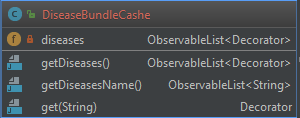 DiseaseBundleCashe
diseases ObservableList<Decorator>
getDiseases() ObservableList<Decorator>
getDiseasesName() ObservableList<String>
get(String) Decorator